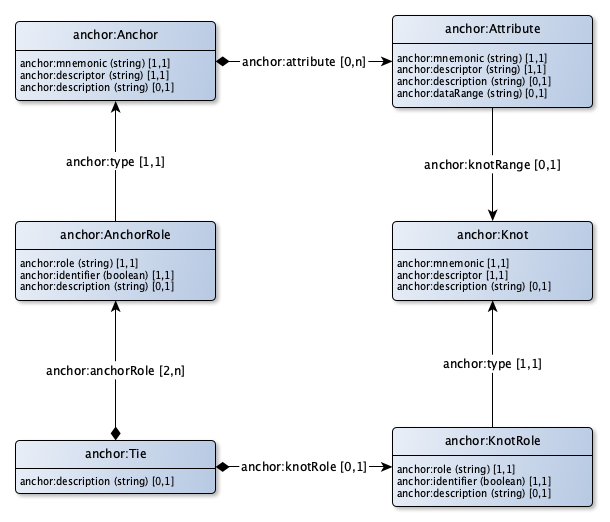 anchor:Anchor
anchor:mnemonic (string) [1,1]
anchor:descriptor (string) [1,1]
anchor:description (string) [0,1]
anchor:attribute [0,n]
anchor:Attribute
anchor:mnemonic (string) [1,1]
anchor:descriptor (string) [1,1]
anchor:description (string) [0,1]
anchor:dataRange (string) [0,1]
anchor:type [1,1]
anchor:knotRange [0,1]
anchor:AnchorRole
anchor:role (string) [1,1]
anchor:identifier (boolean) [1,1]
anchor:description (string) [0,1]
anchor:Knot
anchor:mnemonic [1,1]
anchor:descriptor [1,1]
anchor:description (string) [0,1]
anchor:anchorRole [2,n]
anchor:type [1,1]
anchor:Tie
anchor:description (string) [0,1]
anchor:knotRole [0,1]
anchor:KnotRole
anchor:role (string) [1,1]
anchor:identifier (boolean) [1,1]
anchor:description (string) [0,1]